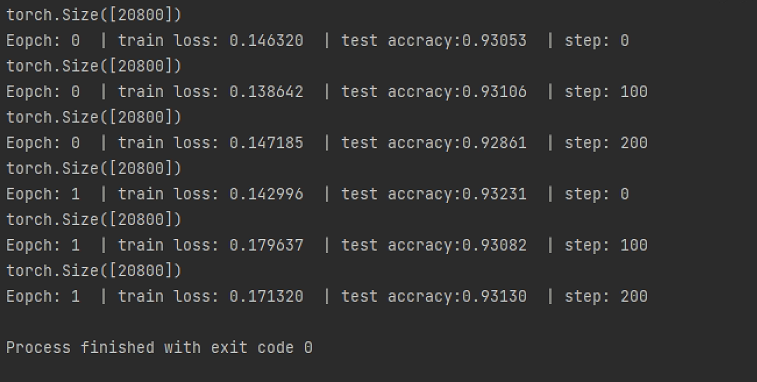 torch.Size([20800])
Eopch: 0  | train loss: 0.146320  | test accracy:0.93053  | step: 0
torch.Size([20800])
Eopch: 0  | train loss: 0.138642  | test accracy:0.93106  | step: 100
torch.Size([20800])
Eopch: 0  | train loss: 0.147185  | test accracy:0.92861  | step: 200
torch.Size([20800])
Eopch: 1  | train loss: 0.142996  | test accracy:0.93231  | step: 0
torch.Size([20800])
Eopch: 1  | train loss: 0.179637  | test accracy:0.93082  | step: 100
torch.Size([20800])
Eopch: 1  | train loss: 0.171320  | test accracy:0.93130  | step: 200
Process finished with exit code 0